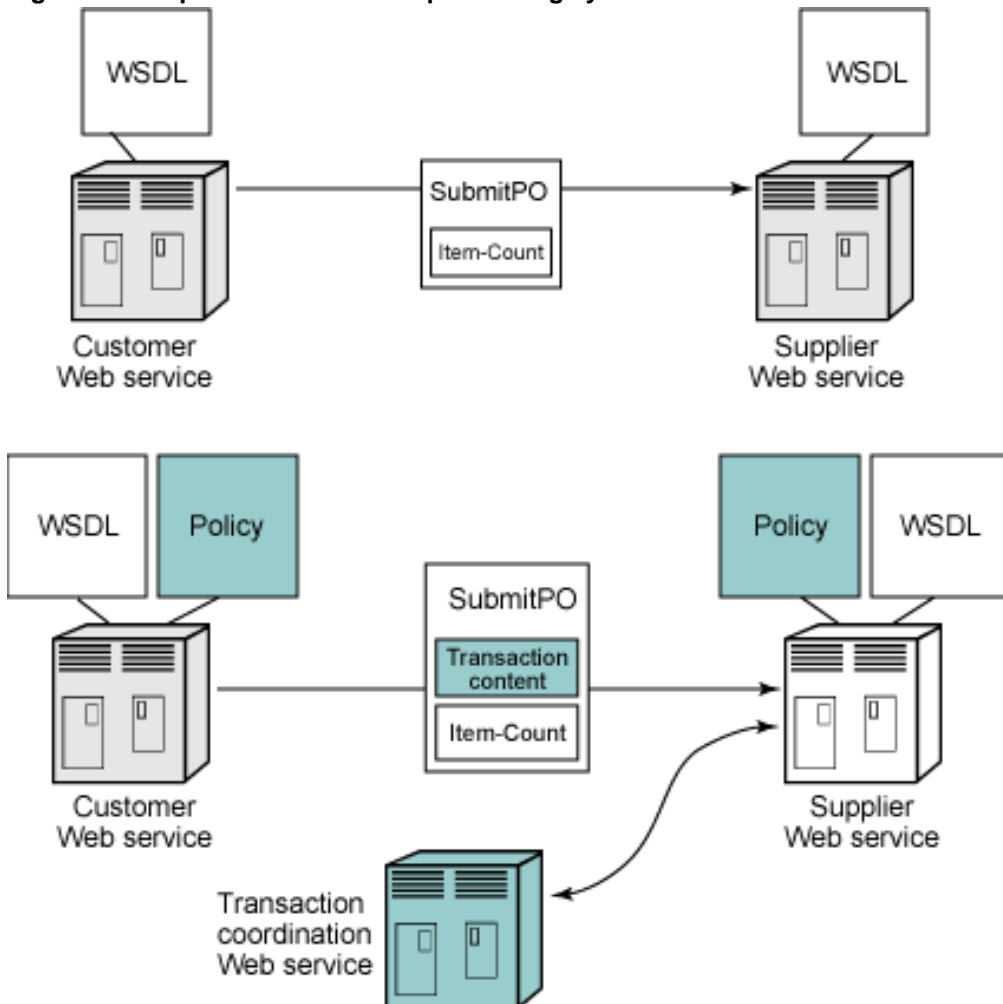 WSDL
WSDL
SubmitPO
Item-Count
Customer
Web service
Supplier
Web service
WSDL
Policy
Policy
WSDL
SubmitPO
Transaction
content
Item-Count
Customer
Web service
Supplier
Web service
Transaction
coordination
Web service